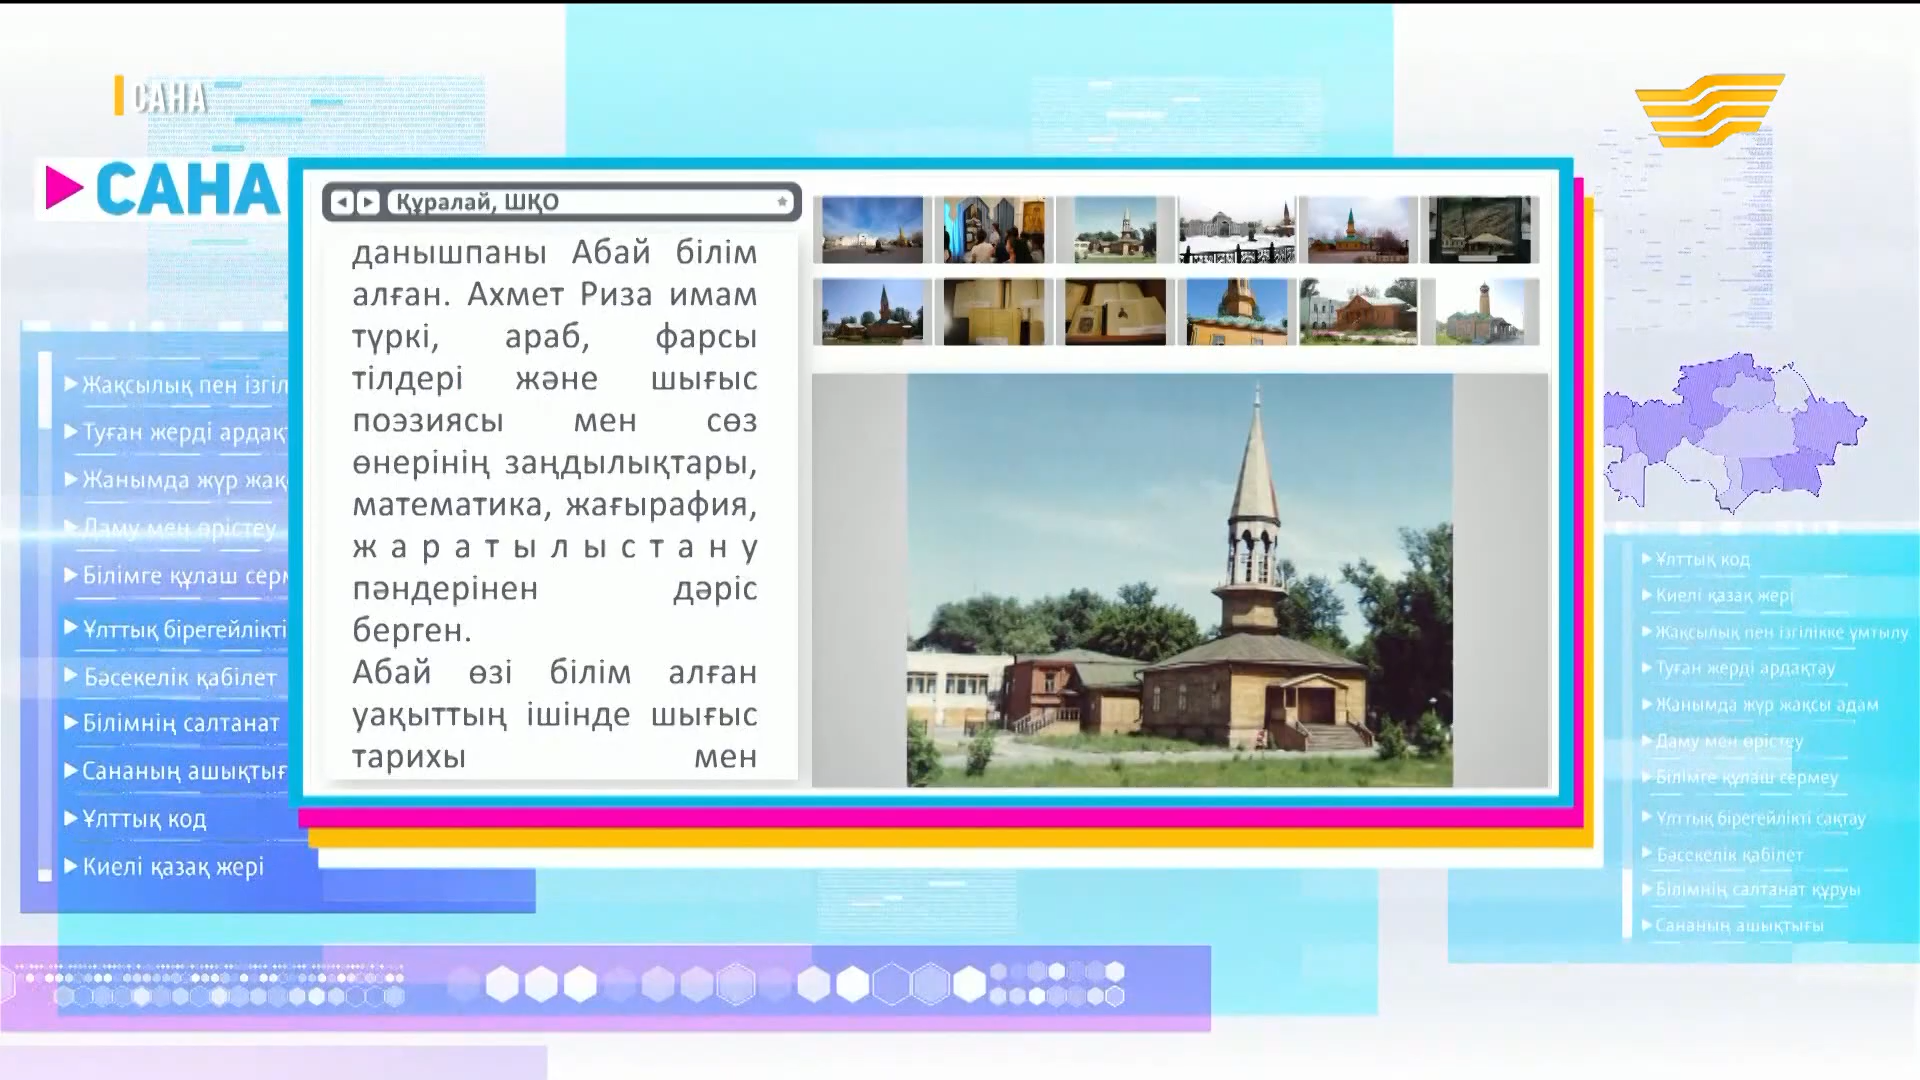 САНА
САНА
Құралай, ШҚО
данышпаны Абай білім
алған. Ахмет Риза имам
түркі, араб, фарсы
тілдері және шығыс
поэзиясы мен сөз
өнерінің заңдылықтары,
математика, жағырафия,
жаратылыстану
пәндерінен дәріс
берген.
Абай өзі білім алған
уақыттың ішінде шығыс
тарихы мен
Жақсылық пен ізгіл
Туған жерді ардақт
Жанымда жүр жақ
Даму мен өрістеу
Білімге құлаш серм
Ұлттық бірегейлікті
Бәсекелік қабілет
Білімнің салтанат
Сананың ашықтығ
Ұлттық код
Киелі қазақ жері
Ұлттық код
Киелі қазақ жері
Жақсылық пен ізгілікке ұмтылу
Туған жерді ардақтау
Жанымда жүр жақсы адам
Даму мен өрістеу
Білімге құлаш сермеу
Ұлттық бірегейлікті сақтау
Бәсекелік қабілет
Білімнің салтанат құруы
Сананың ашықтығы